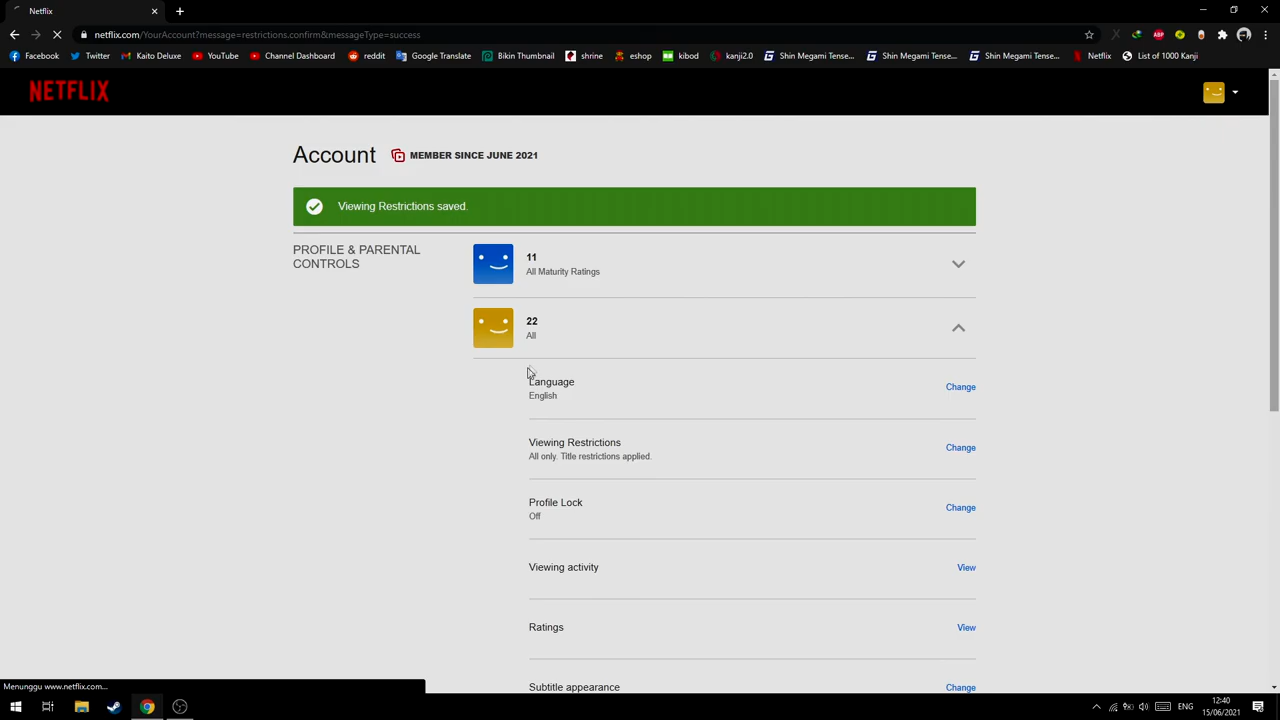 Netflix
netflix.com/YourAccount?message=restrictions.confirm&messageType=success
Facebook
Twitter
Kaito Deluxe
YouTube
Channel Dashboard
reddit
Google Translate
Bikin Thumbnail
shrine
eshop
kibod
kanji2.0
Shin Megami Tense...
Shin Megami Tense...
Shin Megami Tense...
Netflix
List of 1000 Kanji
NETFLIX
Account
MEMBER SINCE JUNE 2021
Viewing Restrictions saved.
PROFILE & PARENTAL
CONTROLS
11
All Maturity Ratings
22
All
Language
English
Change
Viewing Restrictions
All only. Title restrictions applied.
Change
Profile Lock
Off
Change
Viewing activity
View
Ratings
View
Subtitle appearance
Change
Menunggu www.netflix.com...
ENG
12:40
15/06/2021